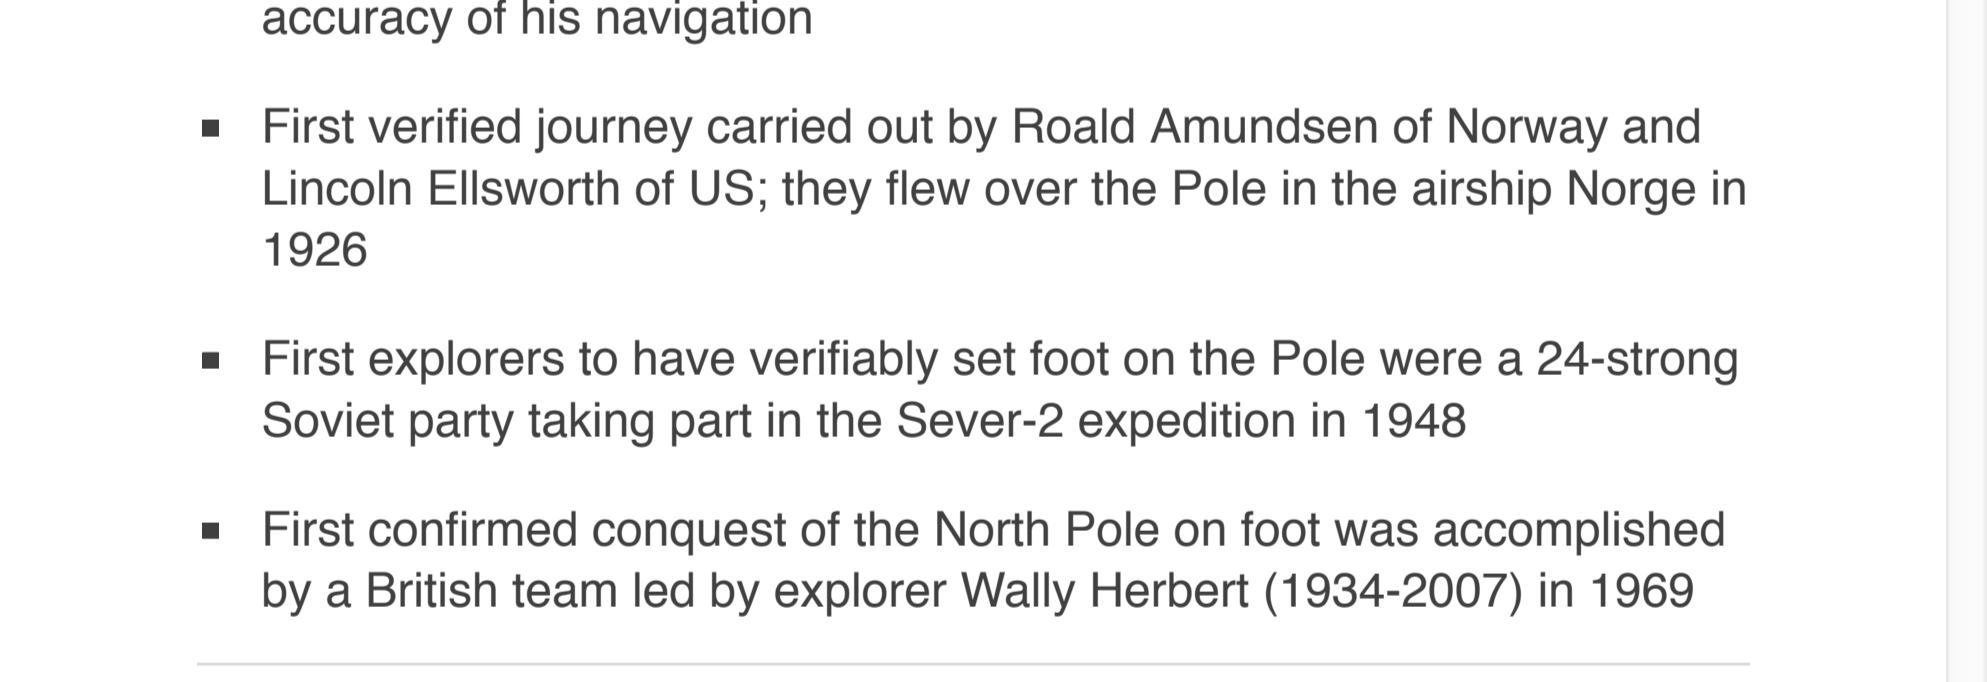 accuracy of his navigation
▪ First verified journey carried out by Roald Amundsen of Norway and
Lincoln Ellsworth of US; they flew over the Pole in the airship Norge in
1926
▪ First explorers to have verifiably set foot on the Pole were a 24-strong
Soviet party taking part in the Sever-2 expedition in 1948
▪ First confirmed conquest of the North Pole on foot was accomplished
by a British team led by explorer Wally Herbert (1934-2007) in 1969